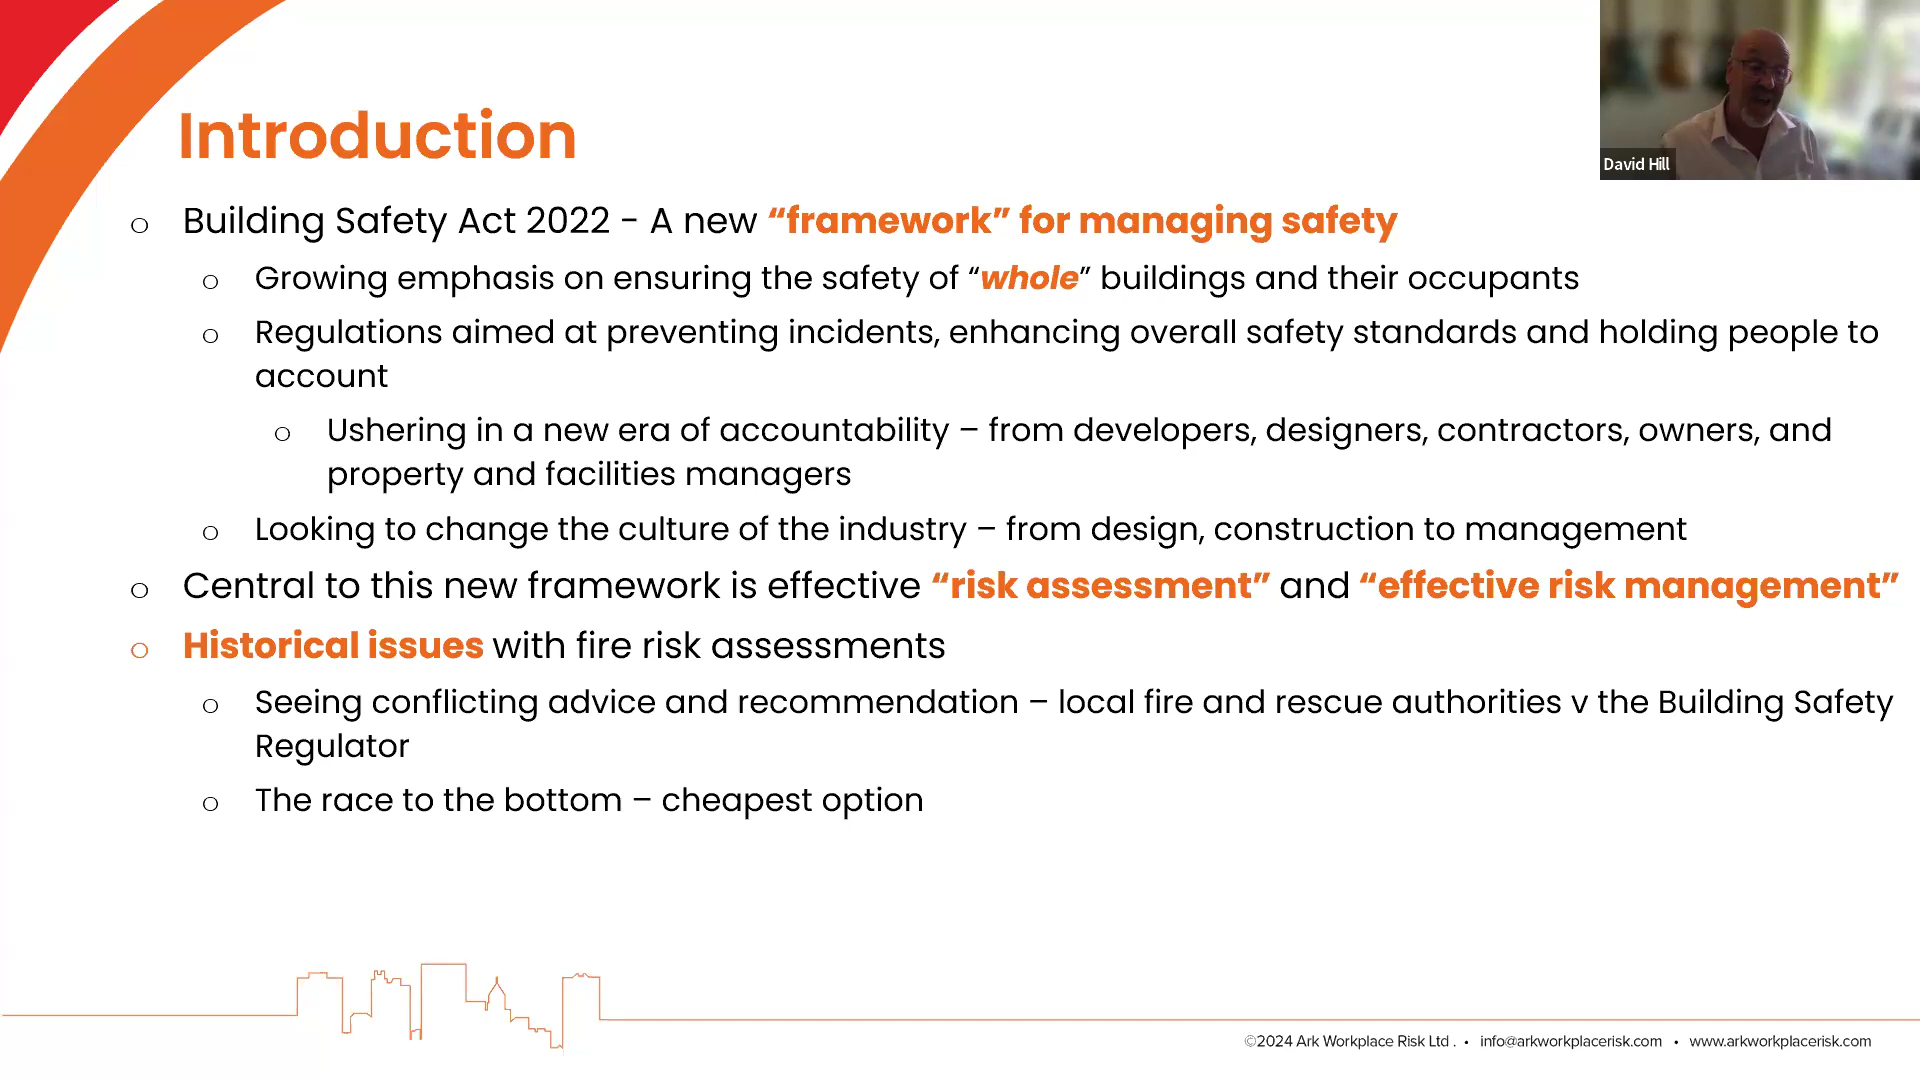 Introduction
David Hill
o Building Safety Act 2022 - A new “framework” for managing safety
o Growing emphasis on ensuring the safety of “whole” buildings and their occupants
o Regulations aimed at preventing incidents, enhancing overall safety standards and holding people to
account
o Ushering in a new era of accountability – from developers, designers, contractors, owners, and
property and facilities managers
o Looking to change the culture of the industry – from design, construction to management
o Central to this new framework is effective “risk assessment” and “effective risk management”
o Historical issues with fire risk assessments
o Seeing conflicting advice and recommendation – local fire and rescue authorities v the Building Safety
Regulator
o The race to the bottom – cheapest option
©2024 Ark Workplace Risk Ltd . • info@arkworkplacerisk.com • www.arkworkplacerisk.com